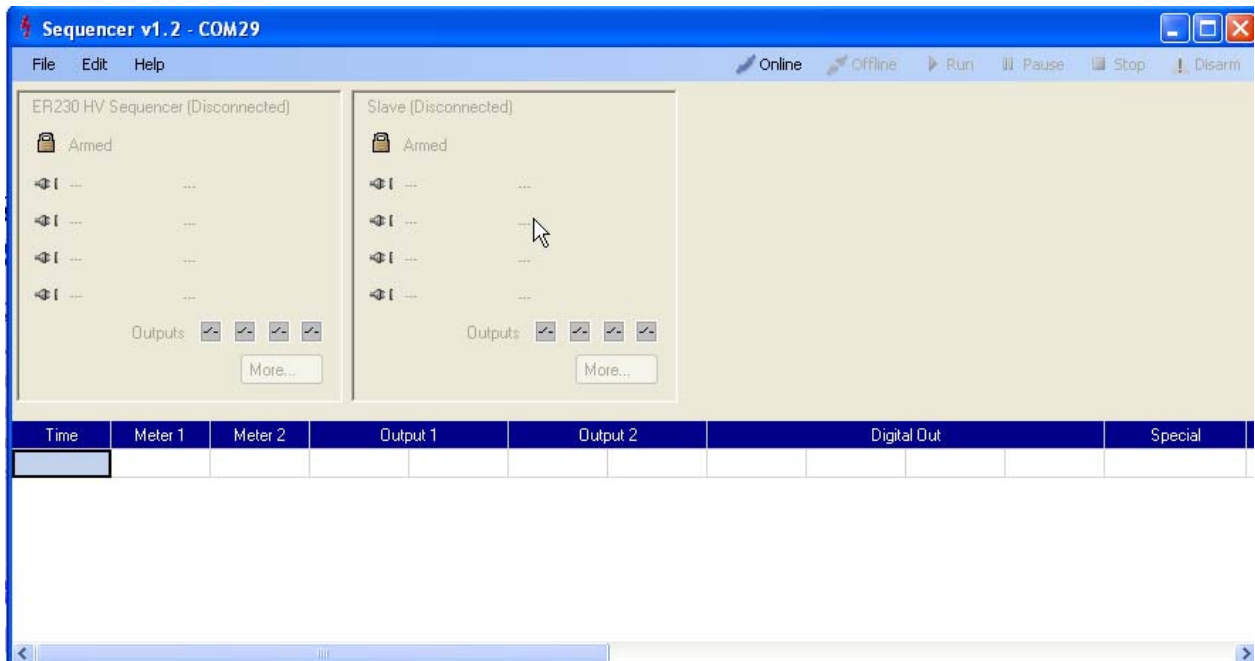 Sequencer v1.2 - COM29
File Edit Help Online Offline Run Pause Stop Disarm
ER230 HV Sequencer (Disconnected)
Armed
--- ---
--- ---
--- ---
--- ---
Outputs
More...
Slave (Disconnected)
Armed
--- ---
--- ---
--- ---
--- ---
Outputs
More...
Time Meter 1 Meter 2 Output 1 Output 2 Digital Out Special